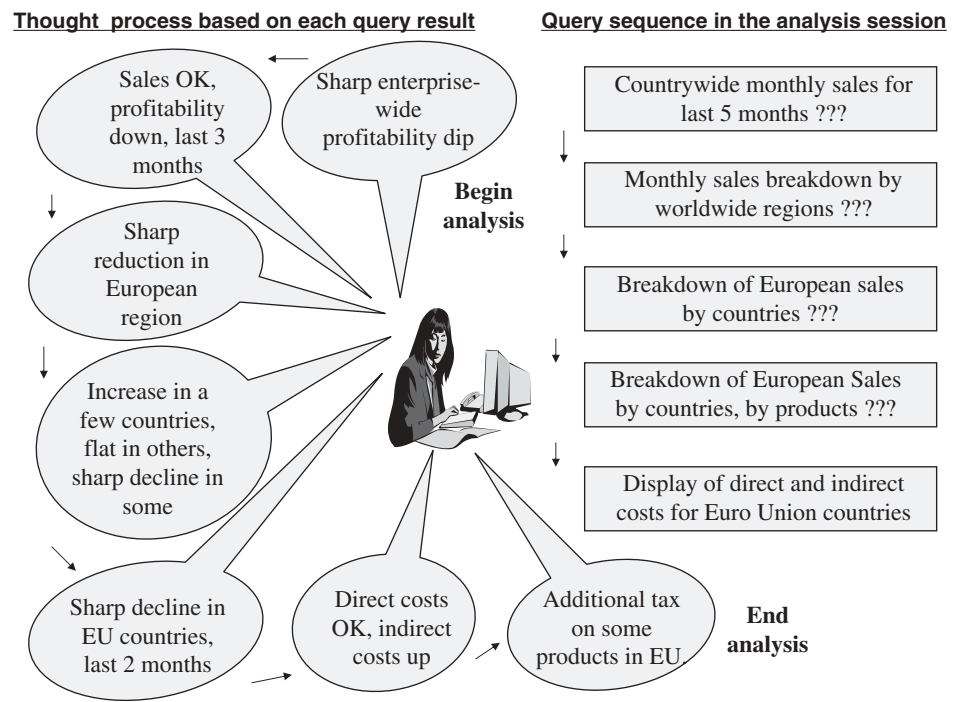 Thought process based on each query result
Query sequence in the analysis session
Sharp enterprise-
wide
profitability dip
Begin
analysis
Sales OK,
profitability
down, last 3
months
Sharp
reduction in
European
region
Increase in a
few countries,
flat in others,
sharp decline in
some
Sharp decline in
EU countries,
last 2 months
Direct costs
OK, indirect
costs up
Additional tax
on some
products in EU.
End
analysis
Countrywide monthly sales for
last 5 months ???
Monthly sales breakdown by
worldwide regions ???
Breakdown of European sales
by countries ???
Breakdown of European Sales
by countries, by products ???
Display of direct and indirect
costs for Euro Union countries